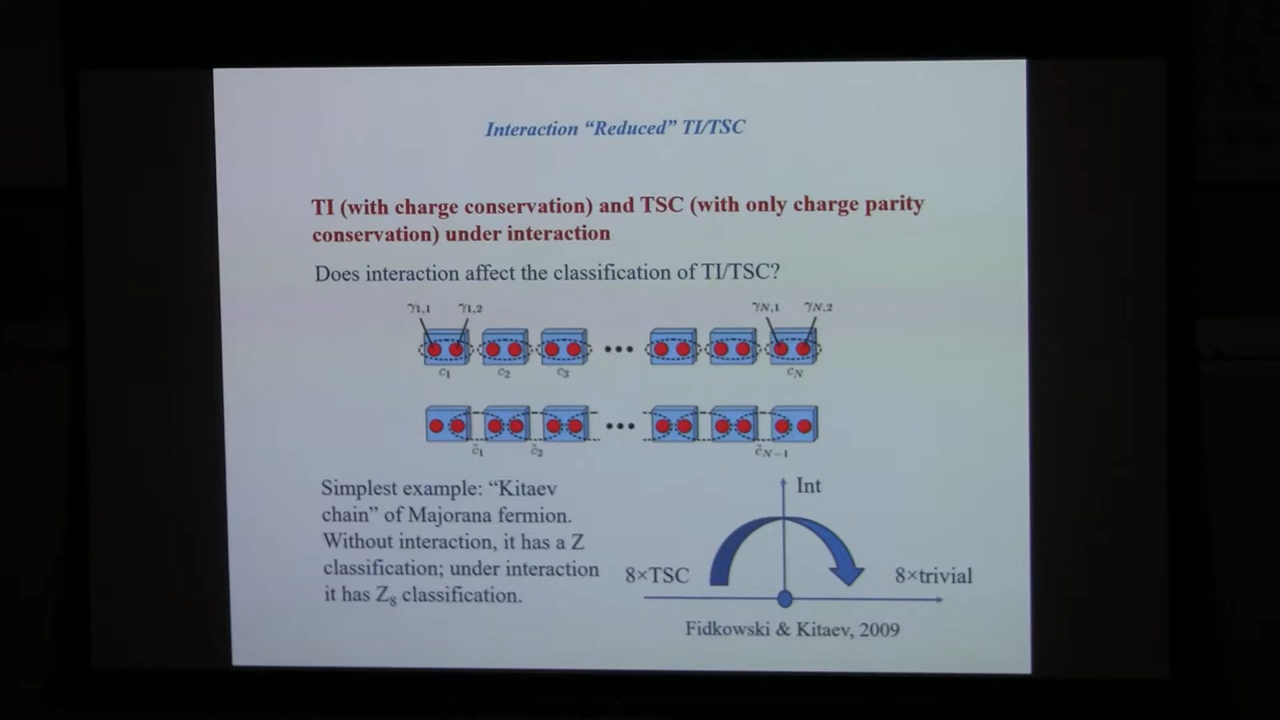 Interaction “Reduced” TI/TSC
TI (with charge conservation) and TSC (with only charge parity
conservation) under interaction
Does interaction affect the classification of TI/TSC?
γ1,1 γ1,2 γN,1 γN,2
c1 c2 c3 cN
c̃1 c̃2 c̃N−1
Simplest example: “Kitaev
chain” of Majorana fermion.
Without interaction, it has a Z
classification; under interaction
it has Z8 classification.
Int
8×TSC 8×trivial
Fidkowski & Kitaev, 2009